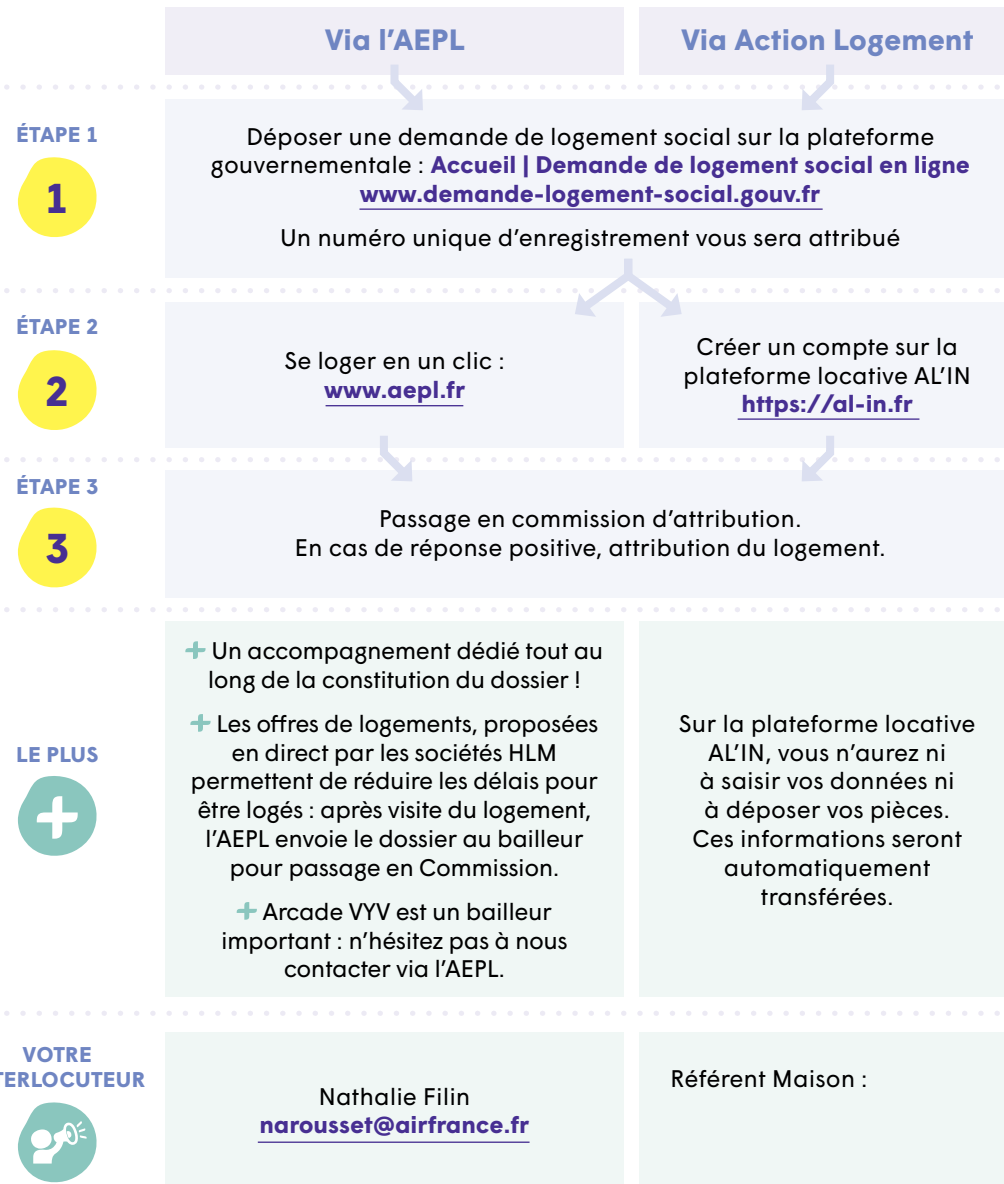 Via l'AEPL
Via Action Logement
ÉTAPE 1
1
Déposer une demande de logement social sur la plateforme
gouvernementale : Accueil | Demande de logement social en ligne
www.demande-logement-social.gouv.fr
Un numéro unique d'enregistrement vous sera attribué
ÉTAPE 2
2
Se loger en un clic :
www.aepl.fr
Créer un compte sur la
plateforme locative AL'IN
https://al-in.fr
ÉTAPE 3
3
Passage en commission d'attribution.
En cas de réponse positive, attribution du logement.
LE PLUS
+ Un accompagnement dédié tout au
long de la constitution du dossier !
+ Les offres de logements, proposées
en direct par les sociétés HLM
permettent de réduire les délais pour
être logés : après visite du logement,
l'AEPL envoie le dossier au bailleur
pour passage en Commission.
+ Arcade VYV est un bailleur
important : n'hésitez pas à nous
contacter via l'AEPL.
Sur la plateforme locative
AL'IN, vous n'aurez ni
à saisir vos données ni
à déposer vos pièces.
Ces informations seront
automatiquement
transférées.
VOTRE
TERLOCUTEUR
Nathalie Filin
narousset@airfrance.fr
Référent Maison :